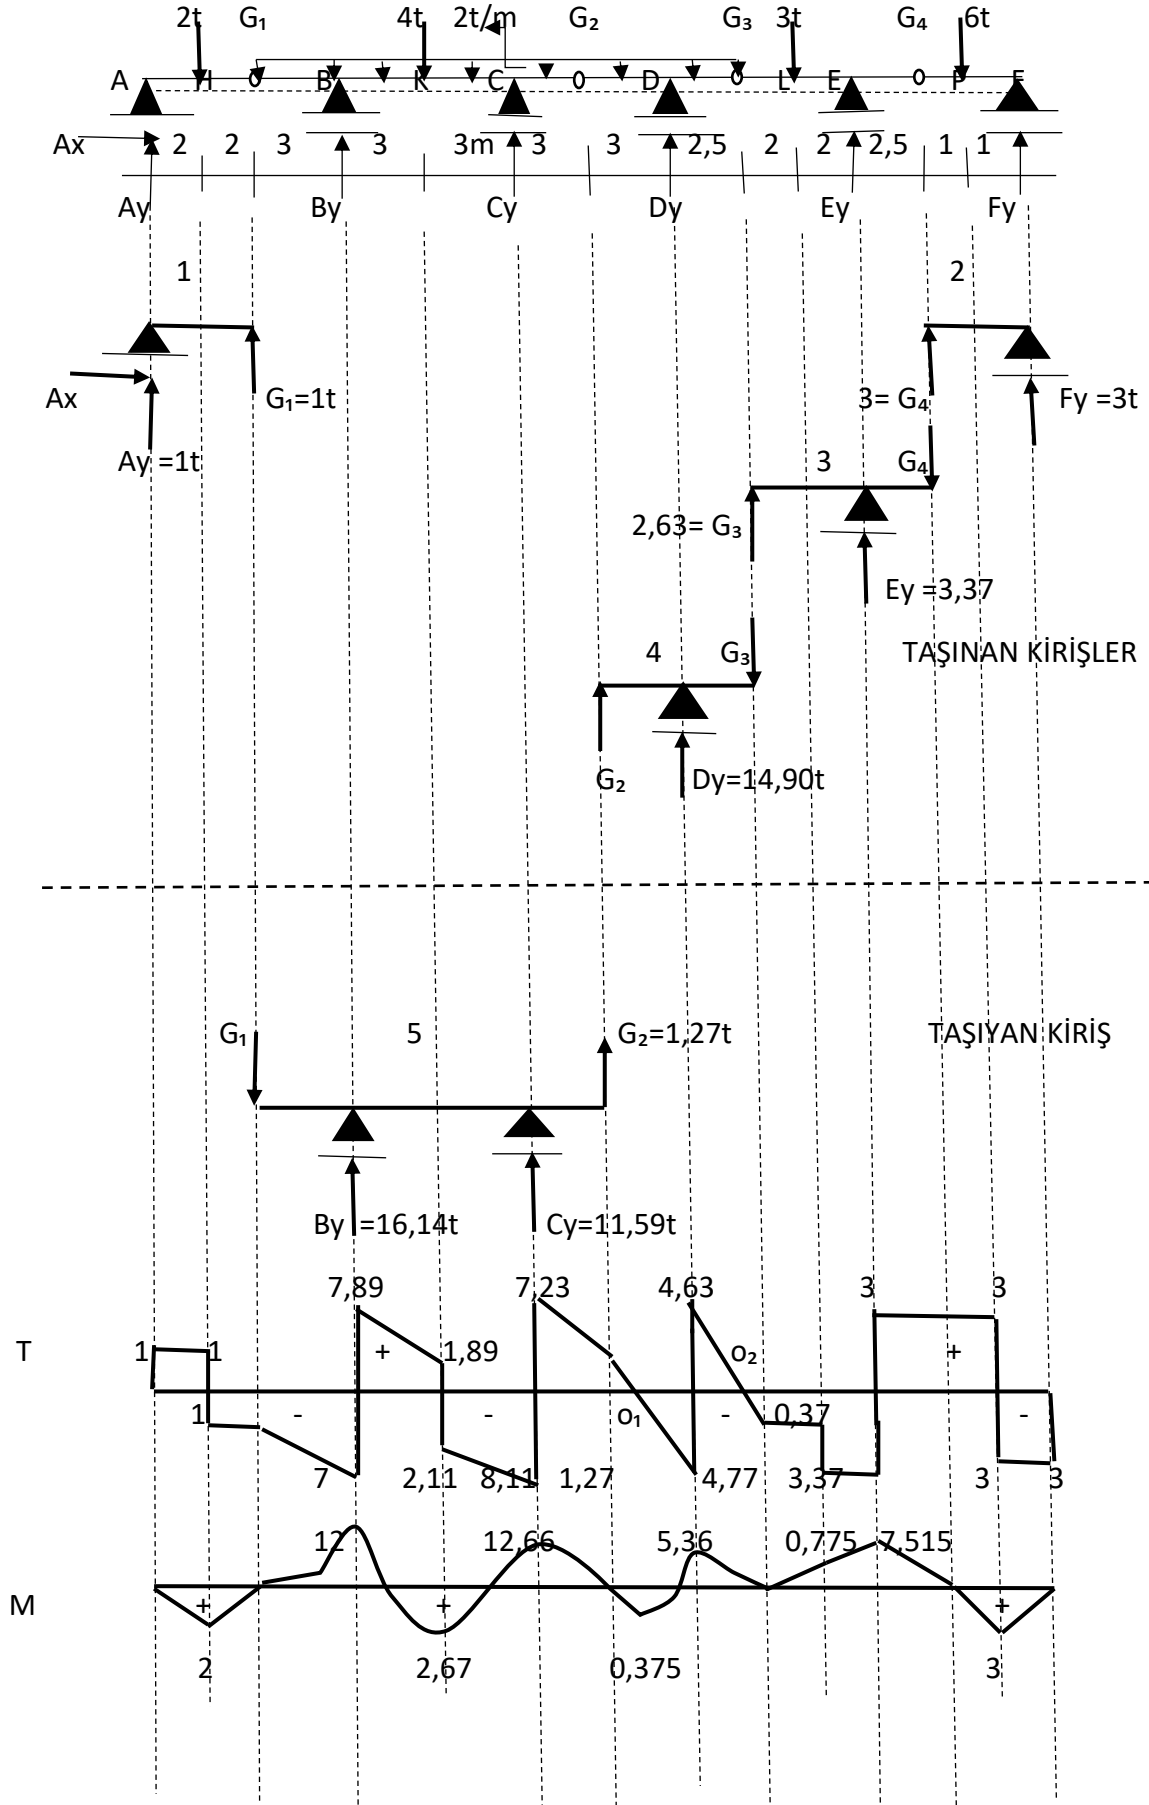 2t G₁ 4t 2t/m G₂ G₃ 3t G₄ 6t
A H B K C D L E P F
Ax 2 2 3 3 3m 3 3 2,5 2 2 2,5 1 1
Ay By Cy Dy Ey Fy
1 2
Ax G₁=1t 3= G₄ Fy =3t
Ay =1t 3 G₄
2,63= G₃
Ey =3,37
4 G₃ TAŞINAN KİRİŞLER
G₂ Dy=14,90t
G₁ 5 G₂=1,27t TAŞIYAN KİRİŞ
By =16,14t Cy=11,59t
7,89 7,23 4,63 3 3
T 1 1 + 1,89 o₂ +
1 - - o₁ - 0,37 -
7 2,11 8,11 1,27 4,77 3,37 3 3
12 12,66 5,36 0,775 7,515
M + + +
2 2,67 0,375 3